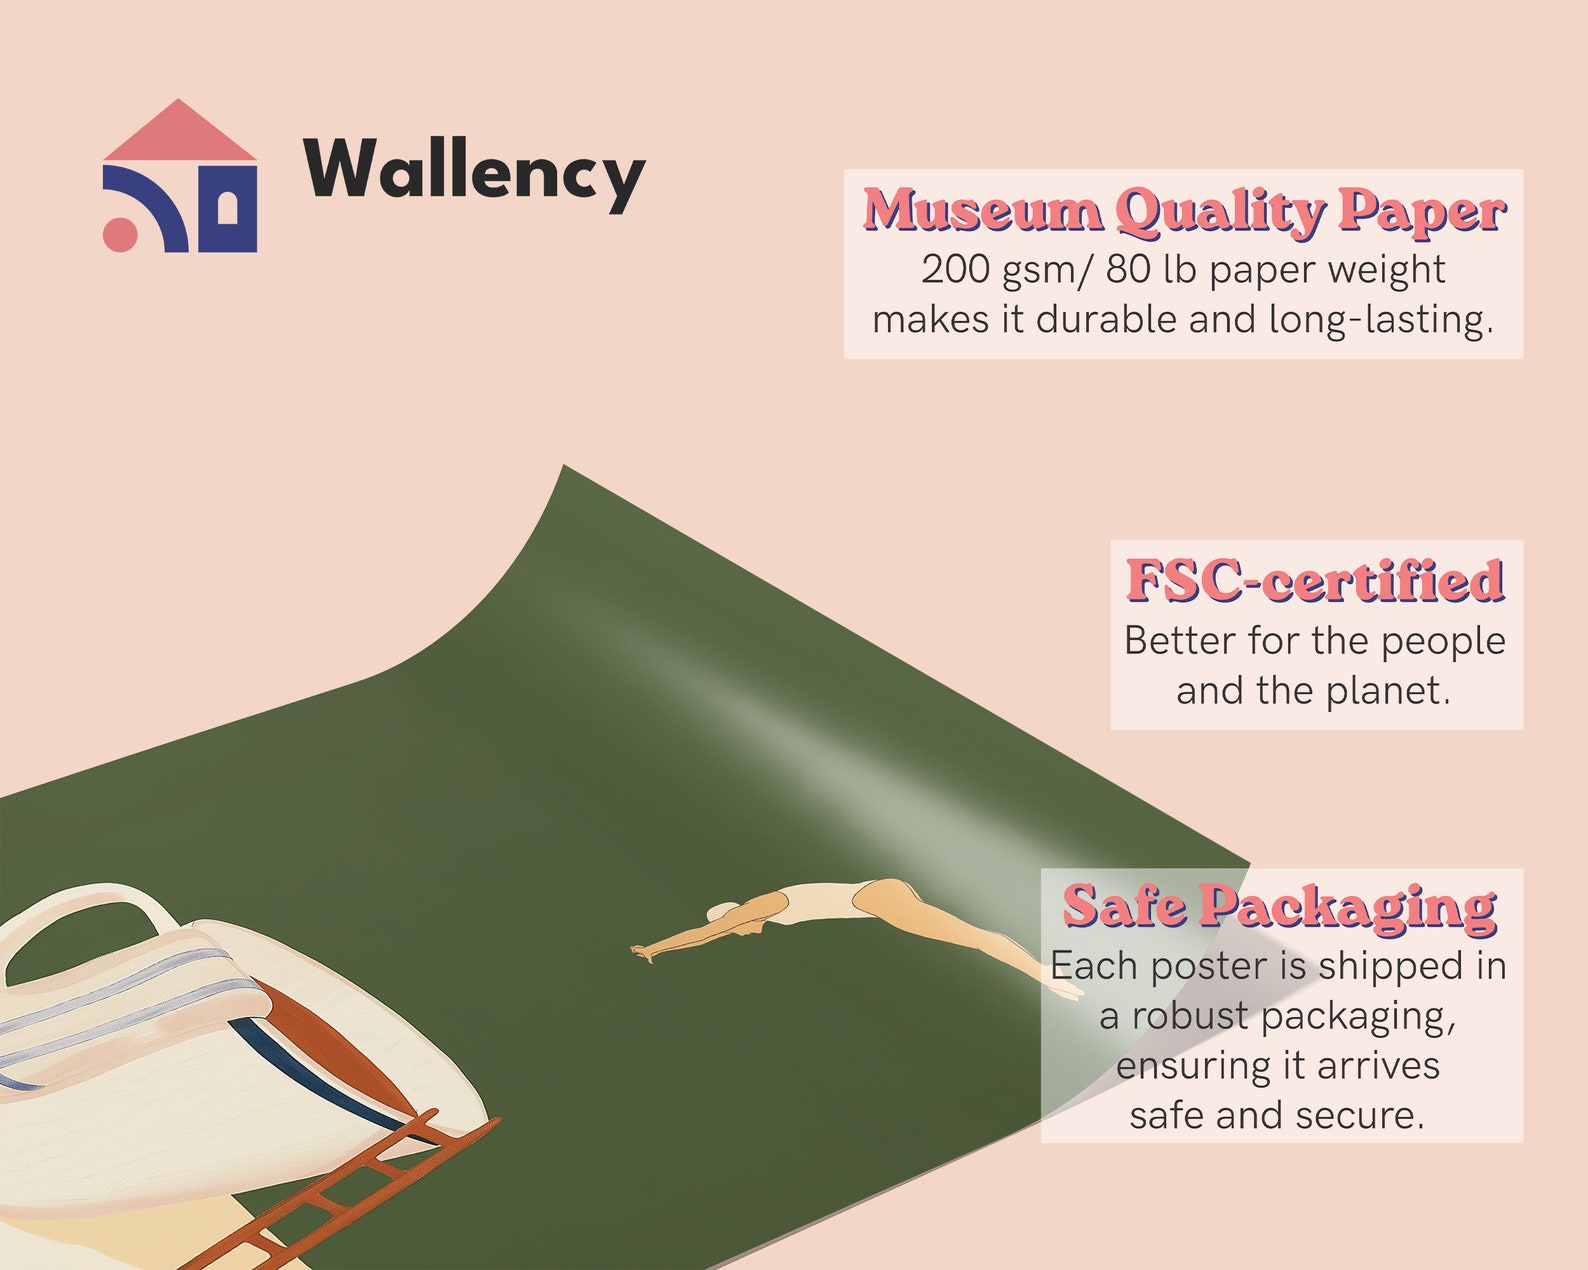 Wallency
Museum Quality Paper
200 gsm/ 80 lb paper weight
makes it durable and long-lasting.
FSC-certified
Better for the people
and the planet.
Safe Packaging
Each poster is shipped in
a robust packaging,
ensuring it arrives
safe and secure.